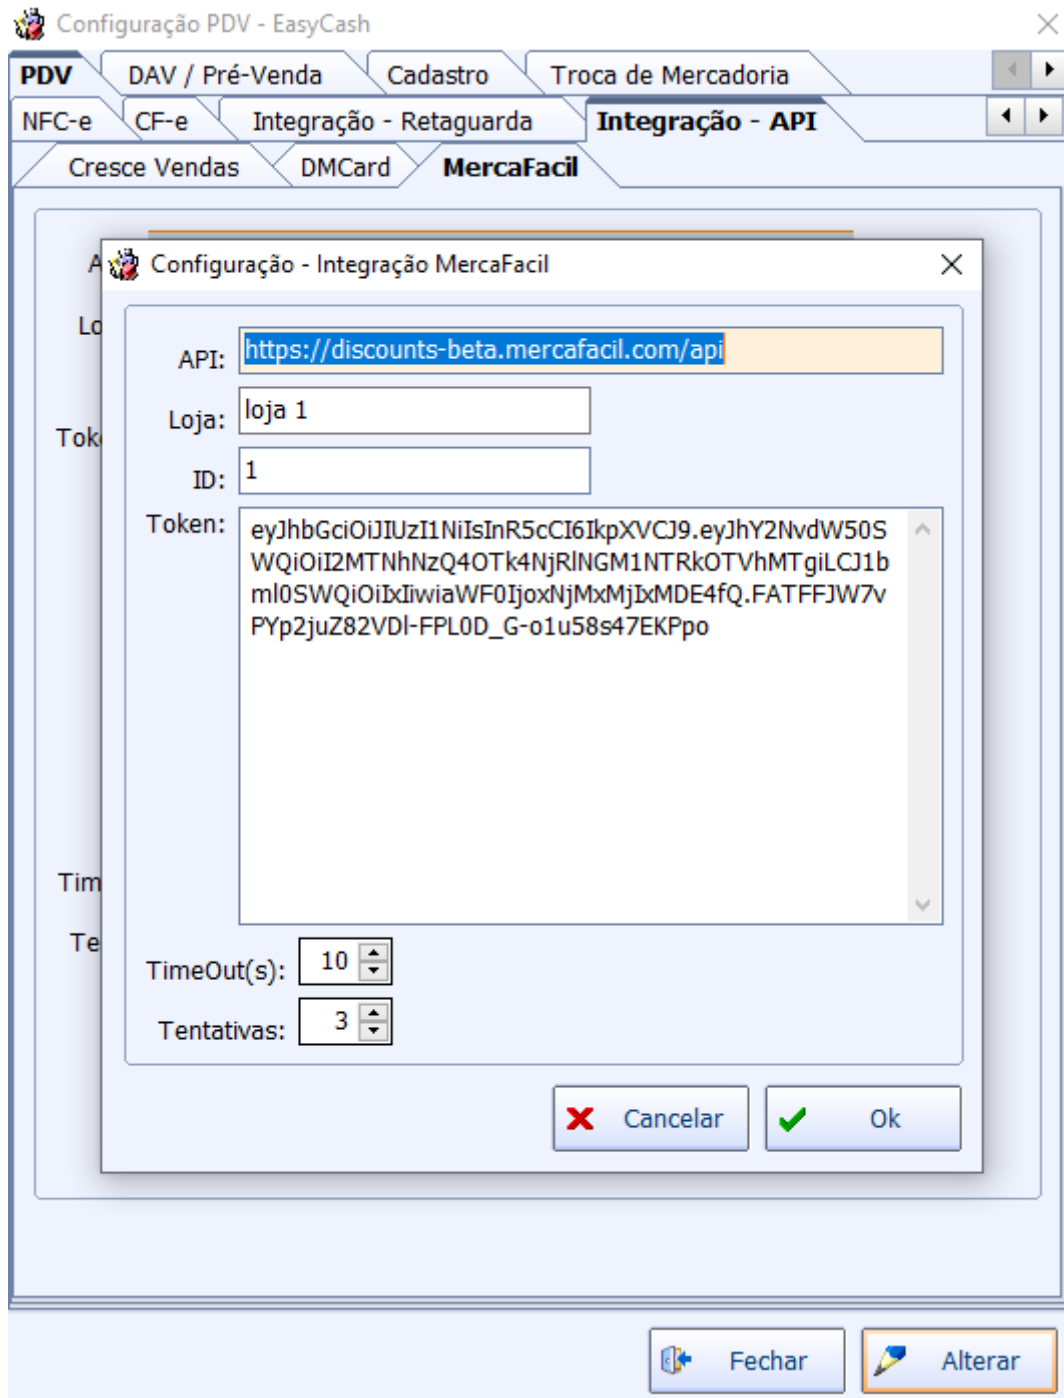 Configuração PDV - EasyCash
PDV DAV / Pré-Venda Cadastro Troca de Mercadoria
NFC-e CF-e Integração - Retaguarda Integração - API
Cresce Vendas DMCard MercaFacil
Configuração - Integração MercaFacil
API: https://discounts-beta.mercafacil.com/api
Loja: loja 1
ID: 1
Token: eyJhbGciOiJIUzI1NiIsInR5cCI6IkpXVCJ9.eyJhY2NvdW50S
WQiOiI2MTNhNzQ4OTk4NjRlNGM1NTRkOTVhMTgiLCJ1b
ml0SWQiOiIxIiwiaWF0IjoxNjMxMjIxMDE4fQ.FATFFJW7v
PYp2juZ82VDl-FPL0D_G-o1u58s47EKPpo
TimeOut(s): 10
Tentativas: 3
Cancelar Ok
Fechar Alterar